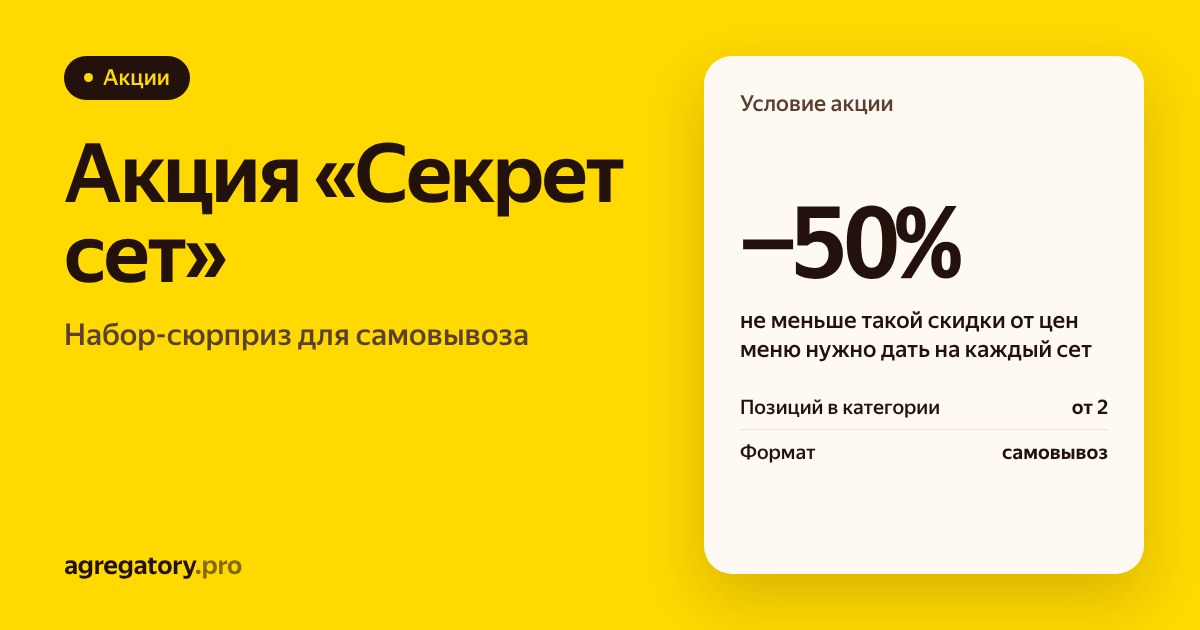 Акции
Акция «Секрет
сет»
Набор-сюрприз для самовывоза
agregatory.pro
Условие акции
−50%
не меньше такой скидки от цен
меню нужно дать на каждый сет
Позиций в категории от 2
Формат самовывоз